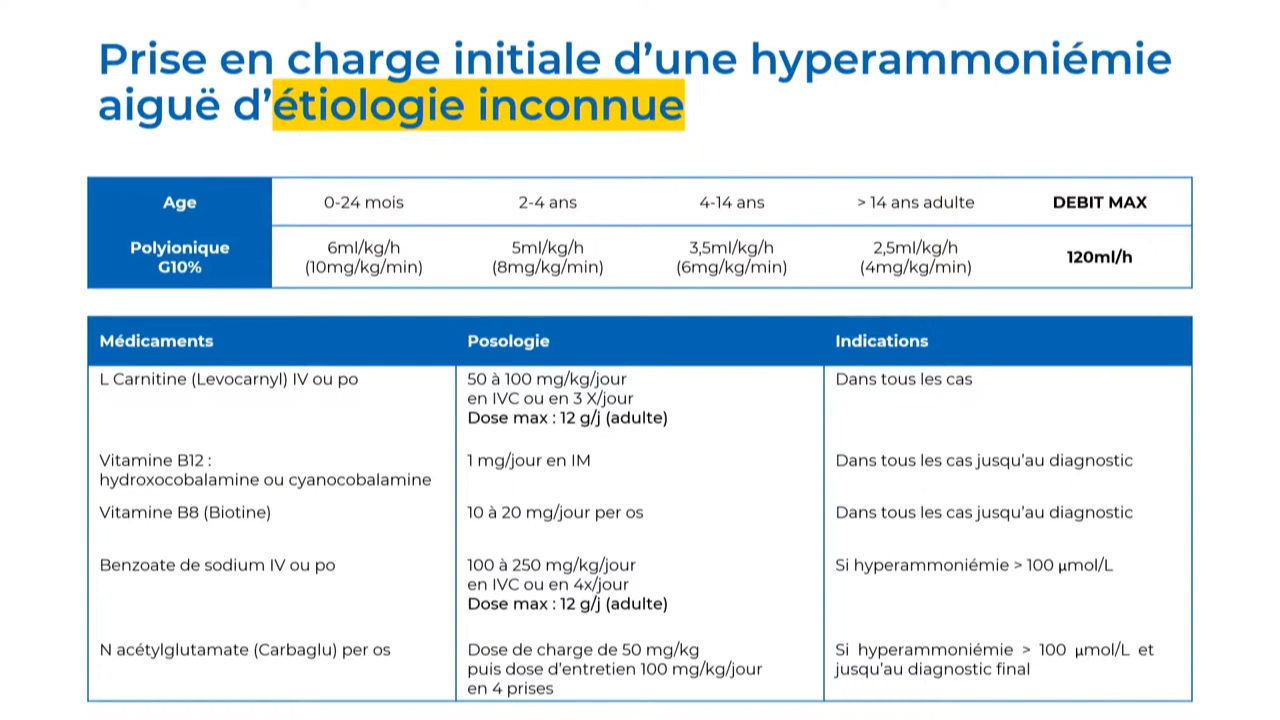 Prise en charge initiale d’une hyperammoniémie
aiguë d’étiologie inconnue
Age
0-24 mois
2-4 ans
4-14 ans
> 14 ans adulte
DEBIT MAX
Polyionique
G10%
6ml/kg/h
(10mg/kg/min)
5ml/kg/h
(8mg/kg/min)
3,5ml/kg/h
(6mg/kg/min)
2,5ml/kg/h
(4mg/kg/min)
120ml/h
Médicaments
Posologie
Indications
L Carnitine (Levocarnyl) IV ou po
50 à 100 mg/kg/jour
en IVC ou en 3 X/jour
Dose max : 12 g/j (adulte)
Dans tous les cas
Vitamine B12 :
hydroxocobalamine ou cyanocobalamine
1 mg/jour en IM
Dans tous les cas jusqu’au diagnostic
Vitamine B8 (Biotine)
10 à 20 mg/jour per os
Dans tous les cas jusqu’au diagnostic
Benzoate de sodium IV ou po
100 à 250 mg/kg/jour
en IVC ou en 4x/jour
Dose max : 12 g/j (adulte)
Si hyperammoniémie > 100 µmol/L
N acétylglutamate (Carbaglu) per os
Dose de charge de 50 mg/kg
puis dose d’entretien 100 mg/kg/jour
en 4 prises
Si hyperammoniémie > 100 µmol/L et
jusqu’au diagnostic final